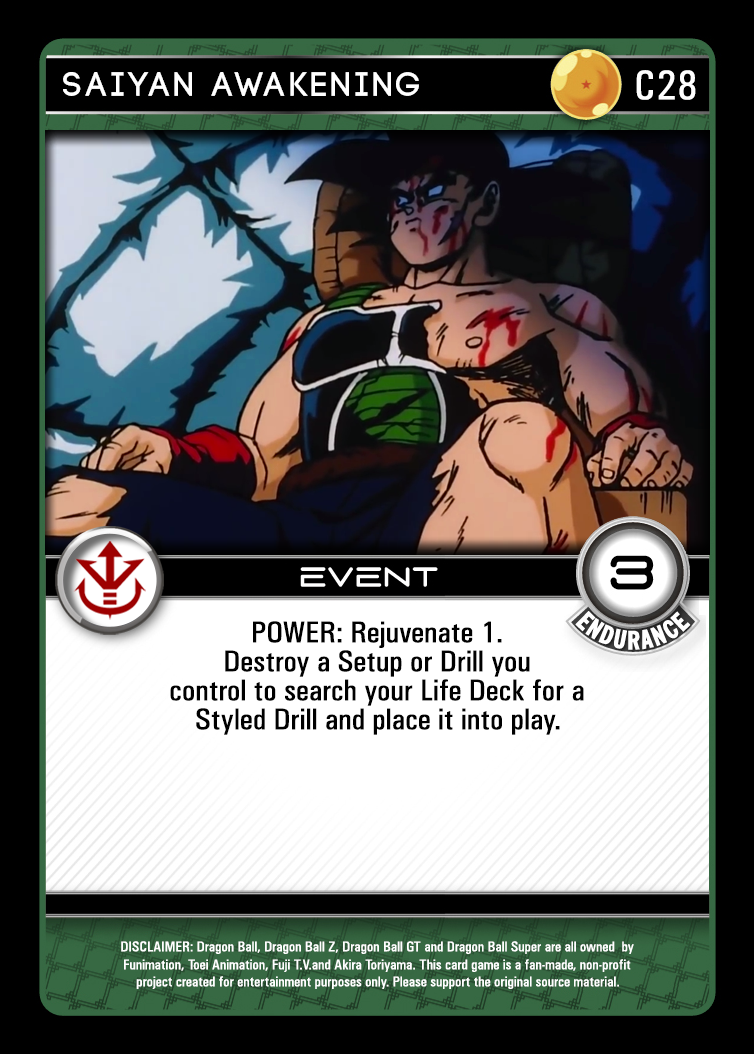 SAIYAN AWAKENING C28
EVENT
3
ENDURANCE
POWER: Rejuvenate 1.
Destroy a Setup or Drill you
control to search your Life Deck for a
Styled Drill and place it into play.
DISCLAIMER: Dragon Ball, Dragon Ball Z, Dragon Ball GT and Dragon Ball Super are all owned by
Funimation, Toei Animation, Fuji T.V.and Akira Toriyama. This card game is a fan-made, non-profit
project created for entertainment purposes only. Please support the original source material.